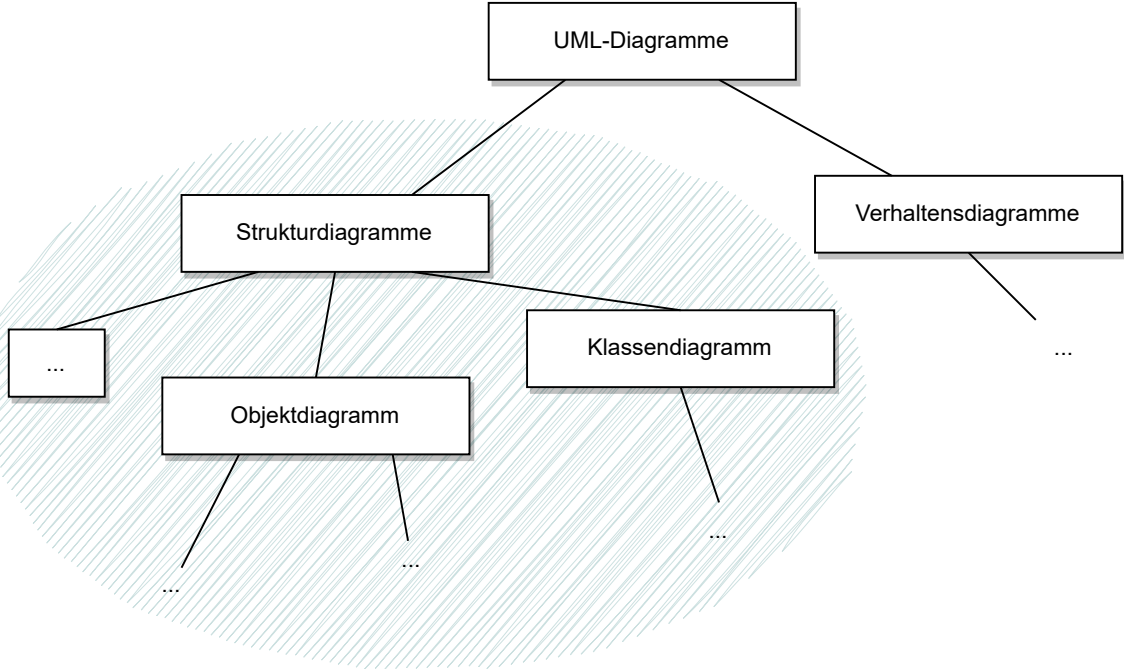 UML-Diagramme
Verhaltensdiagramme
Strukturdiagramme
Klassendiagramm
...
...
Objektdiagramm
...
...
...